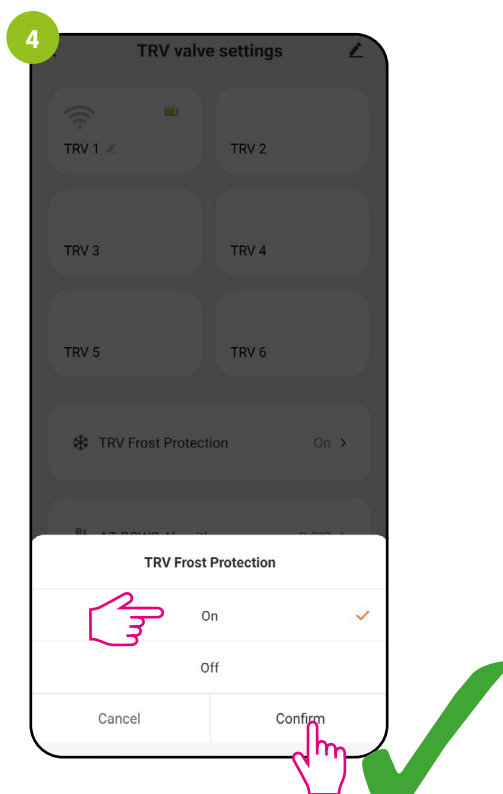 4
TRV valve settings
TRV 1
TRV 2
TRV 3
TRV 4
TRV 5
TRV 6
TRV Frost Protection On >
TRV Frost Protection
On
Off
Cancel Confirm